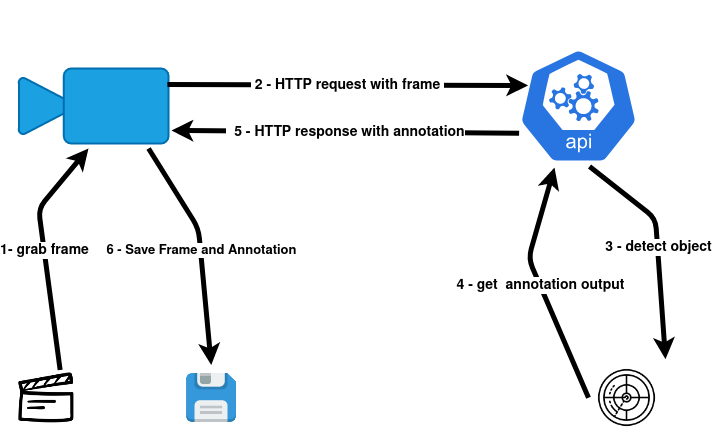 2 - HTTP request with frame
5 - HTTP response with annotation
api
1- grab frame
6 - Save Frame and Annotation
3 - detect object
4 - get  annotation output